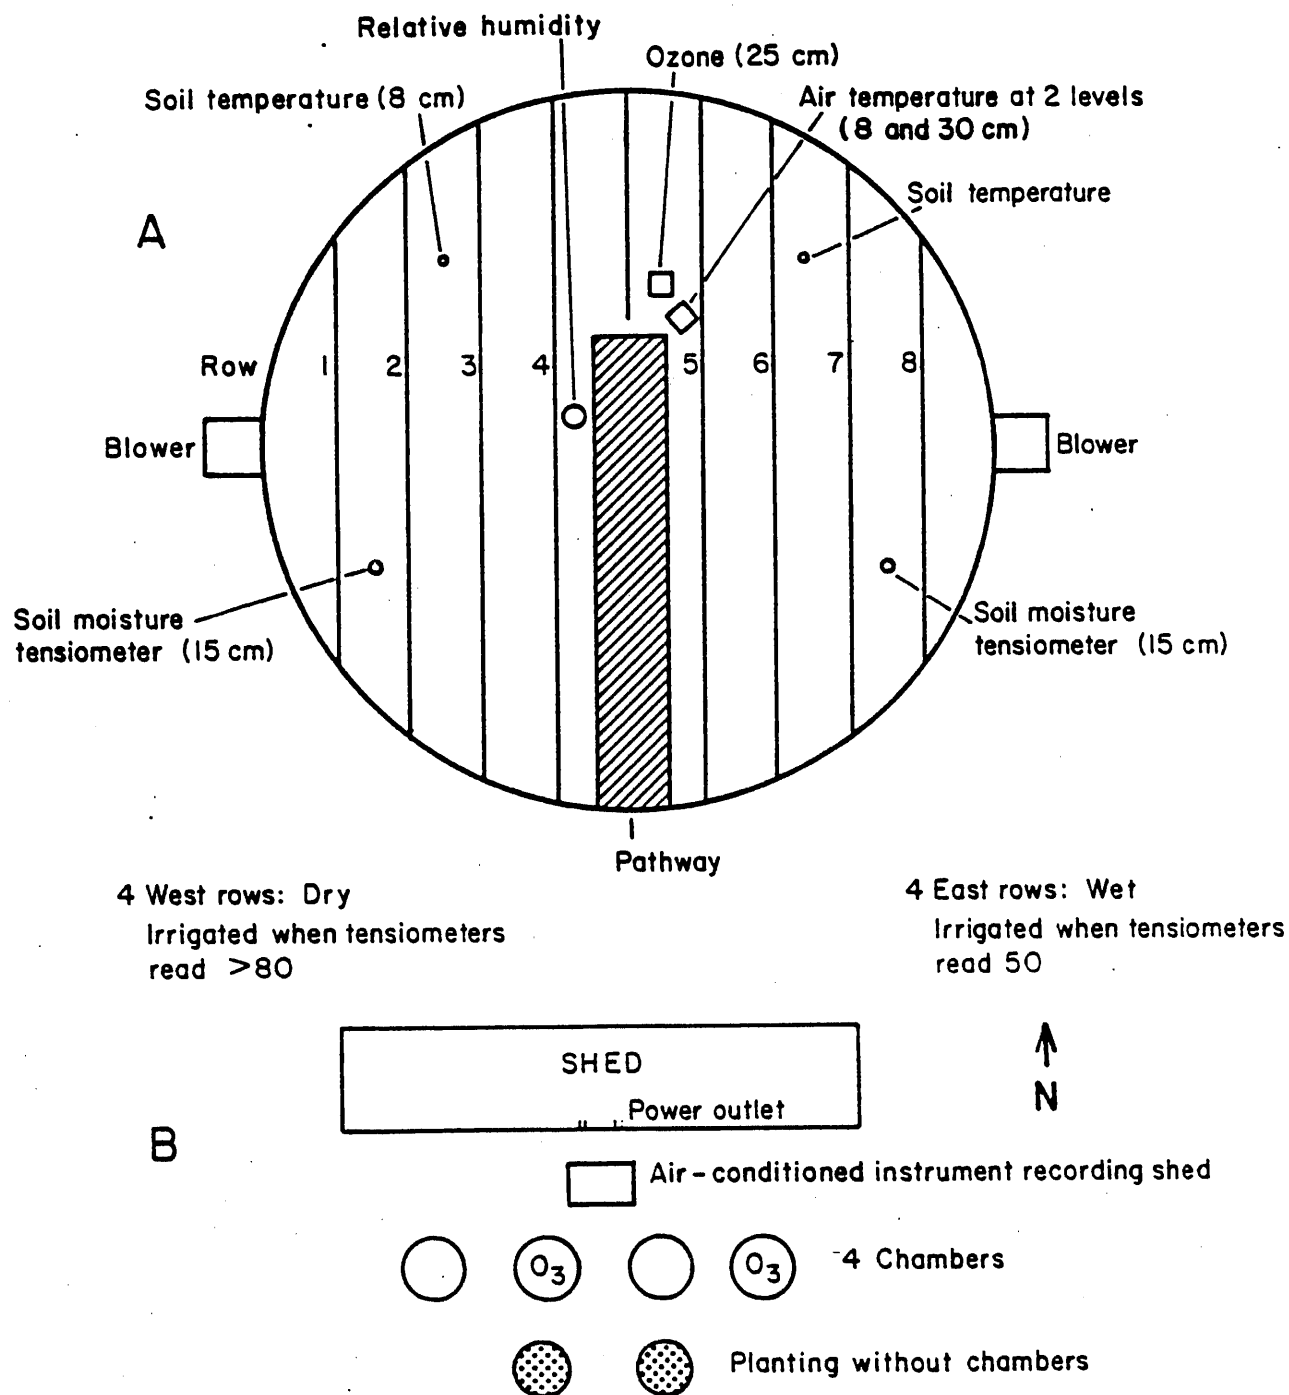 Relative humidity
Ozone (25 cm)
Soil temperature (8 cm)
Air temperature at 2 levels
(8 and 30 cm)
Soil temperature
A
Row 1 2 3 4 5 6 7 8
Blower
Blower
Soil moisture
tensiometer (15 cm)
Soil moisture
tensiometer (15 cm)
Pathway
4 West rows: Dry
Irrigated when tensiometers
read >80
4 East rows: Wet
Irrigated when tensiometers
read 50
SHED
Power outlet
N
B
Air-conditioned instrument recording shed
O3
O3
4 Chambers
Planting without chambers